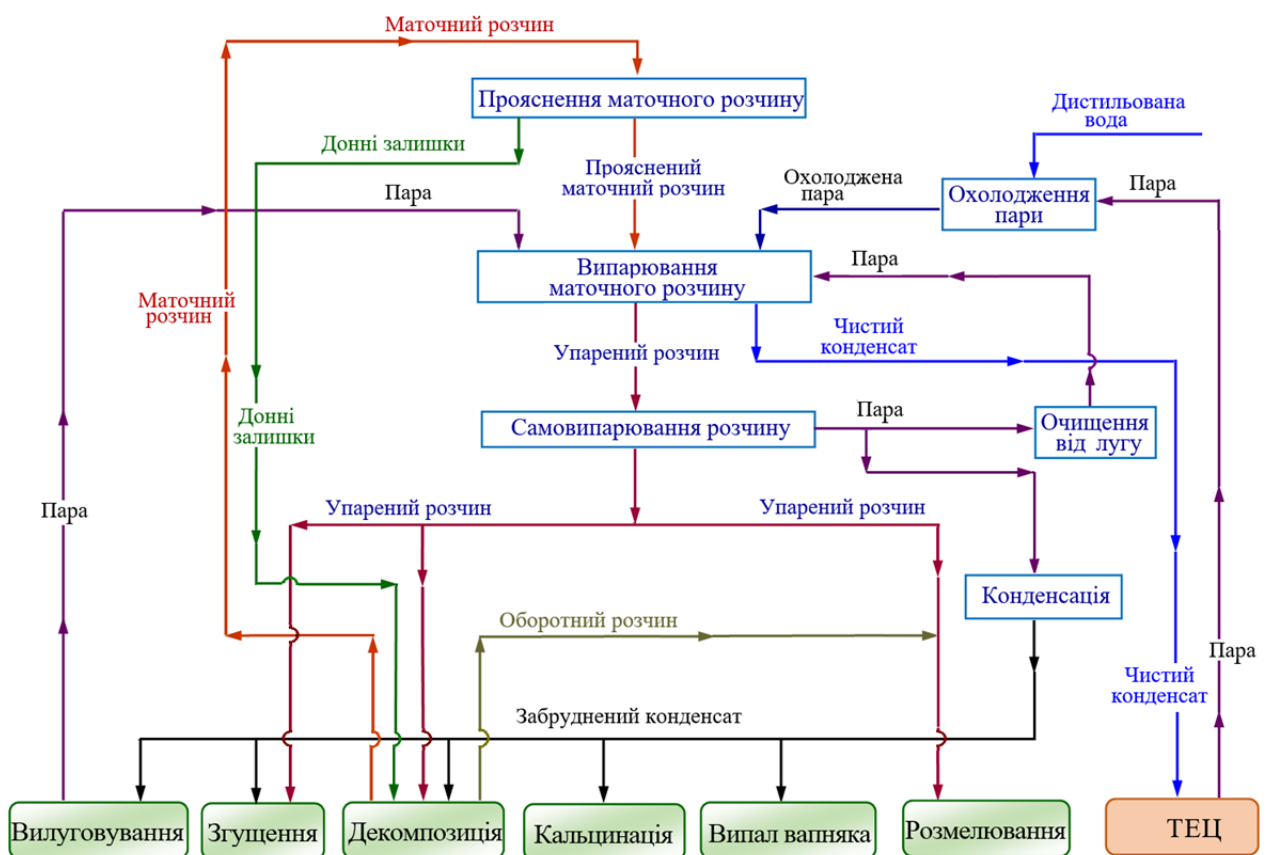 Маточний розчин
Прояснення маточного розчину
Дистильована
вода
Донні залишки
Прояснений
маточний розчин
Охолоджена
пара
Охолодження
пари
Пара
Пара
Випарювання
маточного розчину
Пара
Маточний
розчин
Чистий
конденсат
Упарений розчин
Донні
залишки
Самовипарювання розчину
Пара
Очищення
від лугу
Пара
Упарений розчин
Упарений розчин
Конденсація
Оборотний розчин
Пара
Чистий
конденсат
Забруднений конденсат
Вилуговування
Згущення
Декомпозиція
Кальцинація
Випал вапняка
Розмелювання
ТЕЦ